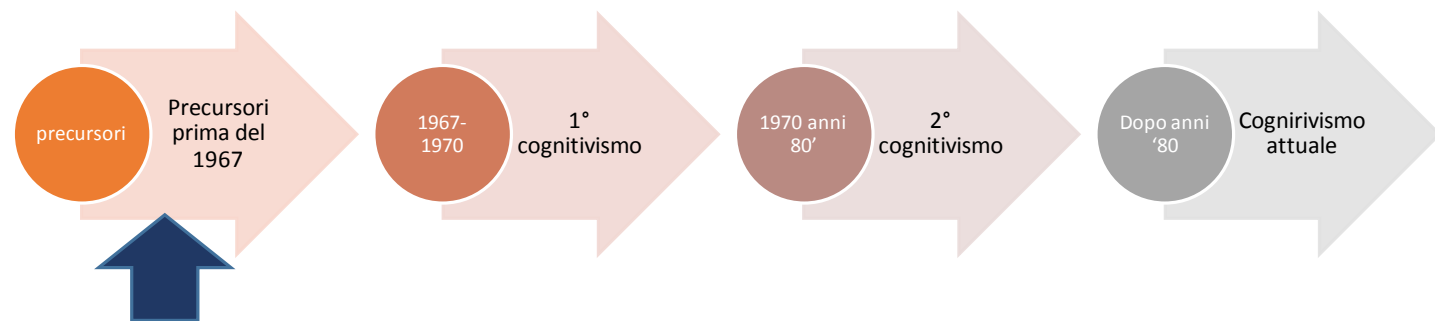 precursori
Precursori
prima del
1967
1967-
1970
1°
cognitivismo
1970 anni
80’
2°
cognitivismo
Dopo anni
‘80
Cognirivismo
attuale